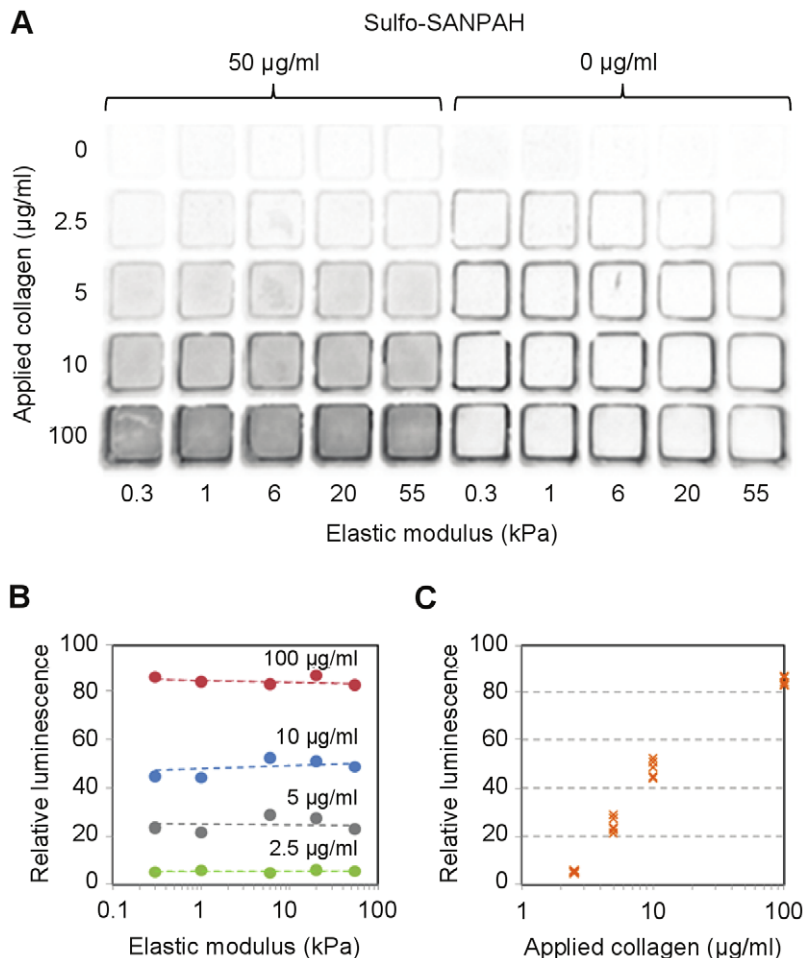 A
Sulfo-SANPAH
50 µg/ml 0 µg/ml
Applied collagen (µg/ml)
0
2.5
5
10
100
0.3 1 6 20 55 0.3 1 6 20 55
Elastic modulus (kPa)
B
Relative luminescence
100
80
60
40
20
0
100 µg/ml
10 µg/ml
5 µg/ml
2.5 µg/ml
0.1 1 10 100
Elastic modulus (kPa)
C
Relative luminescence
100
80
60
40
20
0
1 10 100
Applied collagen (µg/ml)